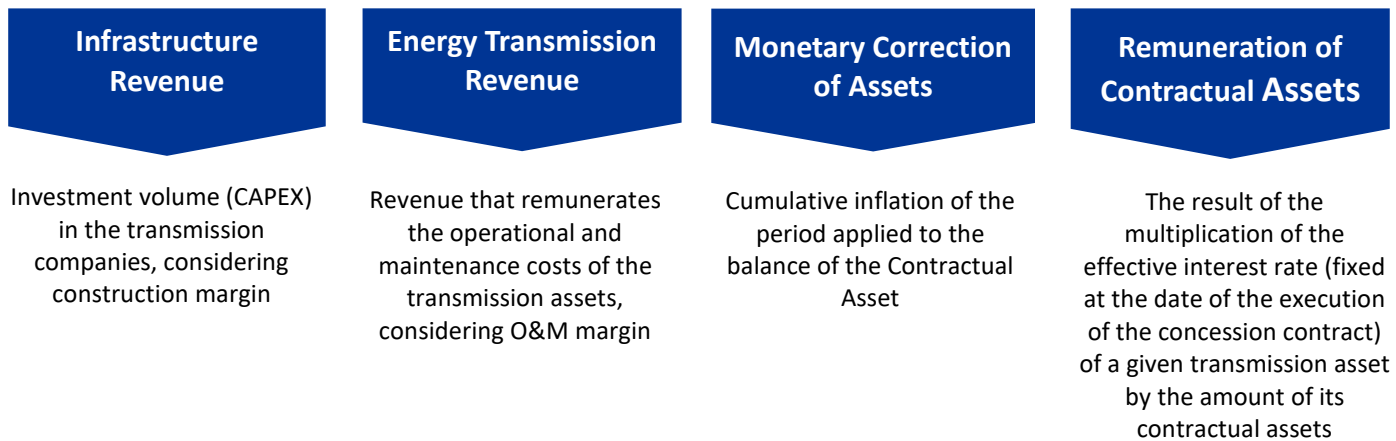 Infrastructure
Revenue
Investment volume (CAPEX)
in the transmission
companies, considering
construction margin
Energy Transmission
Revenue
Revenue that remunerates
the operational and
maintenance costs of the
transmission assets,
considering O&M margin
Monetary Correction
of Assets
Cumulative inflation of the
period applied to the
balance of the Contractual
Asset
Remuneration of
Contractual Assets
The result of the
multiplication of the
effective interest rate (fixed
at the date of the execution
of the concession contract)
of a given transmission asset
by the amount of its
contractual assets